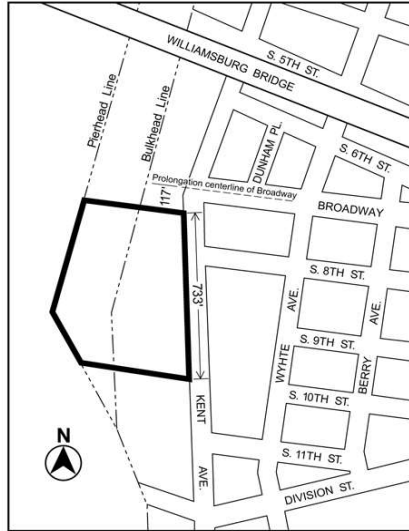 S. 5TH ST.
WILLIAMSBURG BRIDGE
Pierhead Line
Bulkhead Line
DUNHAM PL.
S. 6TH ST.
117'
Prolongation centerline of Broadway
BROADWAY
S. 8TH ST.
733'
AVE.
AVE.
S. 9TH ST.
WYHTE
BERRY
S. 10TH ST.
KENT
AVE.
S. 11TH ST.
DIVISION ST.
N